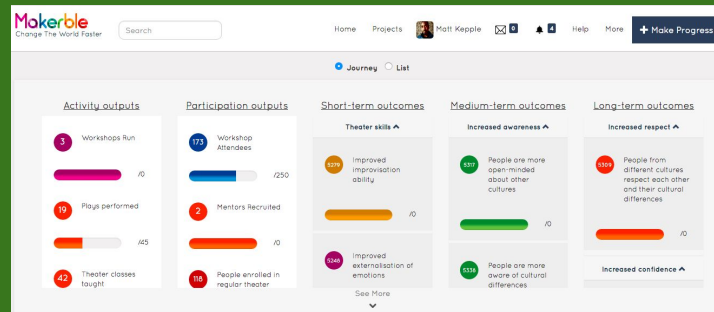 Makerble
Change The World Faster
Search
Home Projects Matt Kepple 0 4 Help More + Make Progress
Journey List
Activity outputs
3 Workshops Run
/0
19 Plays performed
/45
42 Theater classes
taught
Participation outputs
173 Workshop
Attendees
/250
2 Mentors Recruited
/0
118 People enrolled in
regular theater
Short-term outcomes
Theater skills
5279 Improved
improvisation
ability
/0
5246 Improved
externalisation of
emotions
See More
Medium-term outcomes
Increased awareness
5317 People are more
open-minded
about other
cultures
/0
5338 People are more
aware of cultural
differences
Long-term outcomes
Increased respect
5359 People from
different cultures
respect each other
and their cultural
differences
/0
Increased confidence